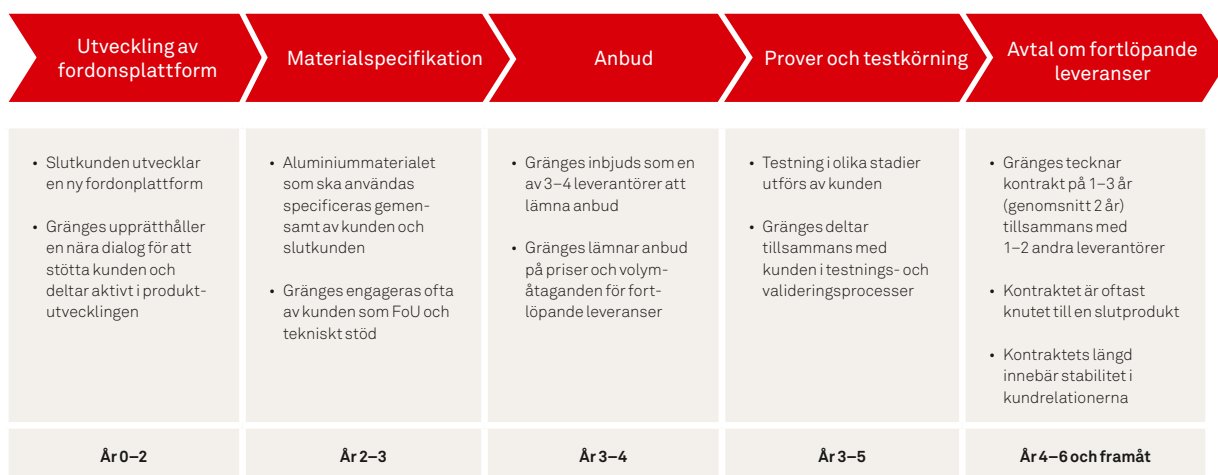 Utveckling av
fordonsplattform
Materialspecifikation
Anbud
Prover och testkörning
Avtal om fortlöpande
leveranser
• Slutkunden utvecklar
en ny fordonplattform
• Gränges upprätthåller
en nära dialog för att
stötta kunden och
deltar aktivt i produkt-
utvecklingen
• Aluminiummaterialet
som ska användas
specificeras gemen-
samt av kunden och
slutkunden
• Gränges engageras ofta
av kunden som FoU och
tekniskt stöd
• Gränges inbjuds som en
av 3–4 leverantörer att
lämna anbud
• Gränges lämnar anbud
på priser och volym-
åtaganden för fort-
löpande leveranser
• Testning i olika stadier
utförs av kunden
• Gränges deltar
tillsammans med
kunden i testnings- och
valideringsprocesser
• Gränges tecknar
kontrakt på 1–3 år
(genomsnitt 2 år)
tillsammans med
1–2 andra leverantörer
• Kontraktet är oftast
knutet till en slutprodukt
• Kontraktets längd
innebär stabilitet i
kundrelationerna
År 0–2
År 2–3
År 3–4
År 3–5
År 4–6 och framåt